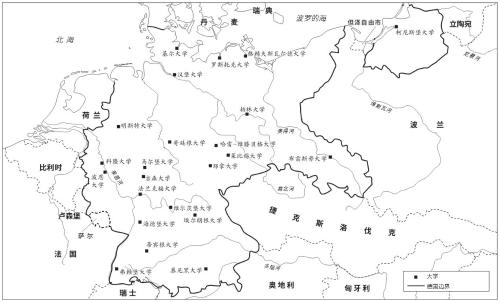 瑞典
丹麦
波罗的海
但泽自由市
立陶宛
北海
基尔大学
罗斯托克大学
格赖夫斯瓦尔德大学
柯尼斯堡大学
汉堡大学
荷兰
柏林大学
波兰
明斯特大学
哥廷根大学
哈雷-维滕贝格大学
莱比锡大学
耶拿大学
布雷斯劳大学
比利时
科隆大学
波恩大学
马尔堡大学
吉森大学
莱茵河
法兰克福大学
卢森堡
维尔茨堡大学
埃尔朗根大学
捷克斯洛伐克
萨尔
海德堡大学
法国
蒂宾根大学
弗赖堡大学
慕尼黑大学
多瑙河
瑞士
奥地利
匈牙利
大学
德国边界